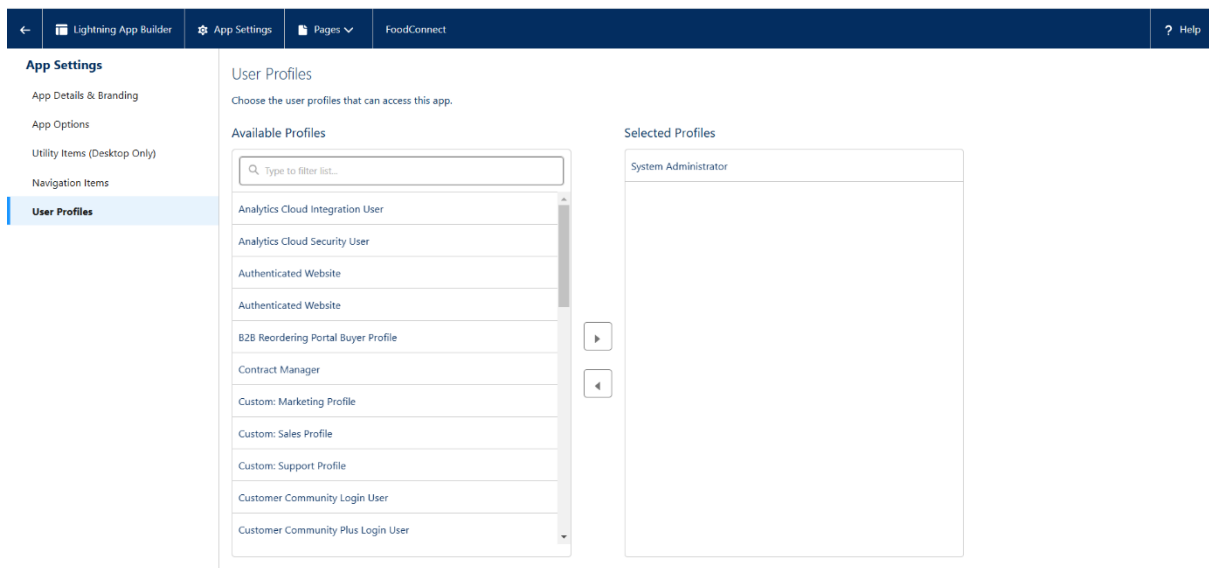 Lightning App Builder
App Settings
Pages
FoodConnect
? Help
App Settings
App Details & Branding
App Options
Utility Items (Desktop Only)
Navigation Items
User Profiles
User Profiles
Choose the user profiles that can access this app.
Available Profiles
Type to filter list...
Analytics Cloud Integration User
Analytics Cloud Security User
Authenticated Website
Authenticated Website
B2B Reordering Portal Buyer Profile
Contract Manager
Custom: Marketing Profile
Custom: Sales Profile
Custom: Support Profile
Customer Community Login User
Customer Community Plus Login User
Selected Profiles
System Administrator